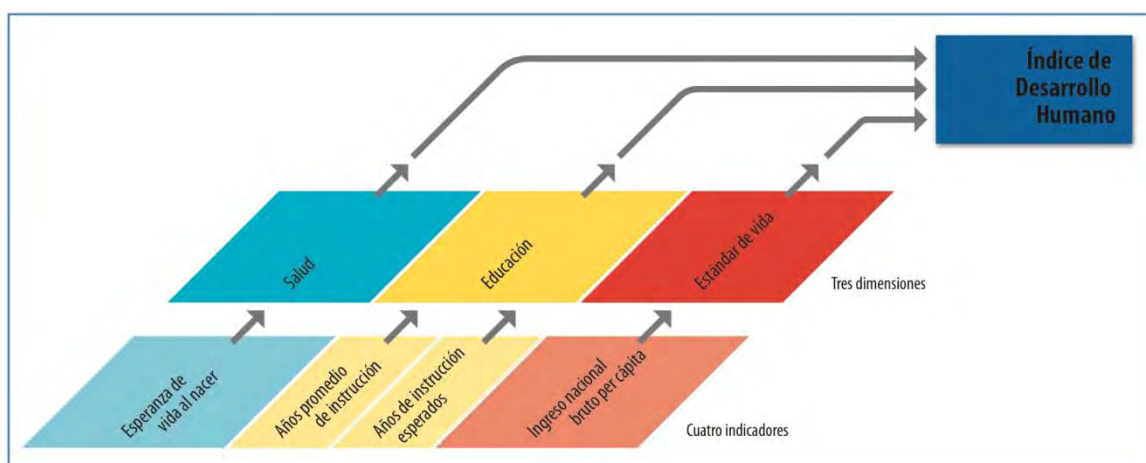 Índice de
Desarrollo
Humano
Salud
Educación
Estándar de vida
Tres dimensiones
Esperanza de
vida al nacer
Años promedio
de instrucción
Años de instrucción
esperados
Ingreso nacional
bruto per cápita
Cuatro indicadores